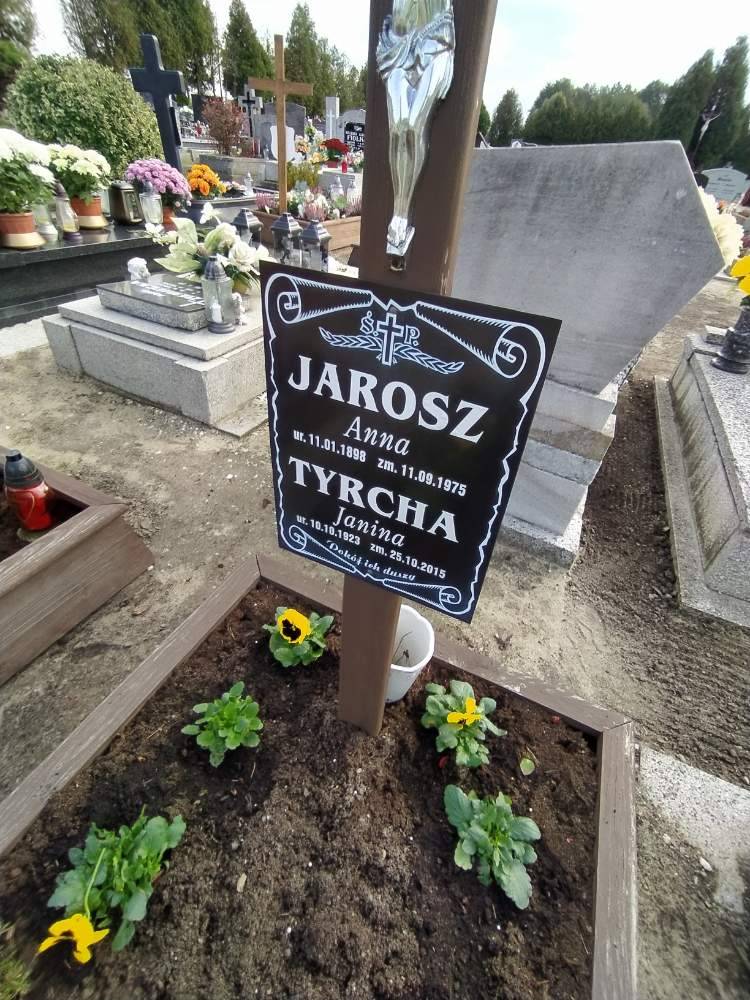 Ś.P.
JAROSZ
Anna
ur. 11.01.1898 zm. 11.09.1975
TYRCHA
Janina
ur. 10.10.1923 zm. 25.10.2015
Pokój ich duszy